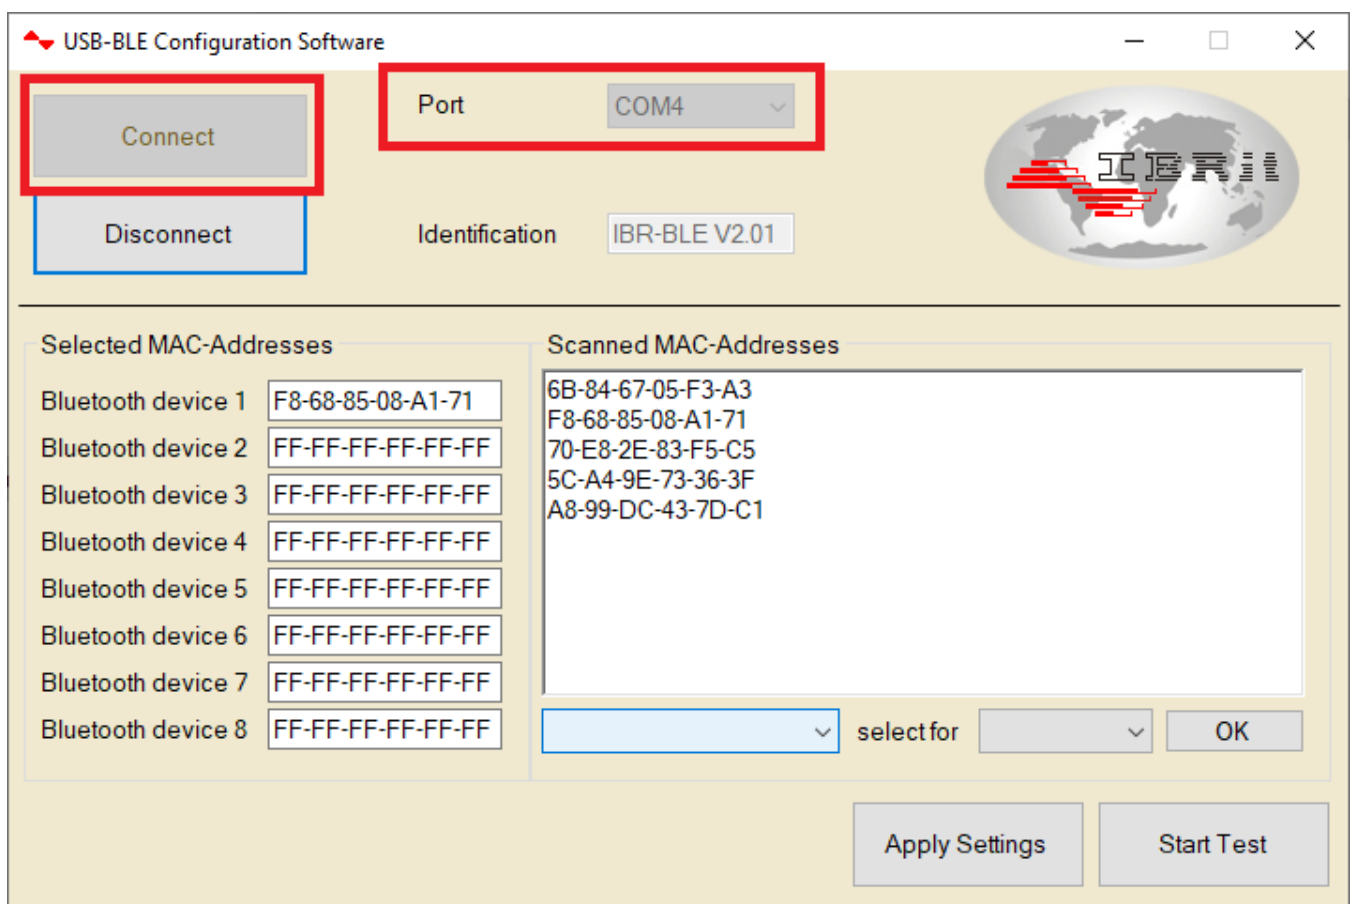 USB-BLE Configuration Software
Connect
Port COM4
IBRit
Disconnect
Identification IBR-BLE V2.01
Selected MAC-Addresses
Bluetooth device 1 F8-68-85-08-A1-71
Bluetooth device 2 FF-FF-FF-FF-FF-FF
Bluetooth device 3 FF-FF-FF-FF-FF-FF
Bluetooth device 4 FF-FF-FF-FF-FF-FF
Bluetooth device 5 FF-FF-FF-FF-FF-FF
Bluetooth device 6 FF-FF-FF-FF-FF-FF
Bluetooth device 7 FF-FF-FF-FF-FF-FF
Bluetooth device 8 FF-FF-FF-FF-FF-FF
Scanned MAC-Addresses
6B-84-67-05-F3-A3
F8-68-85-08-A1-71
70-E8-2E-83-F5-C5
5C-A4-9E-73-36-3F
A8-99-DC-43-7D-C1
select for OK
Apply Settings Start Test